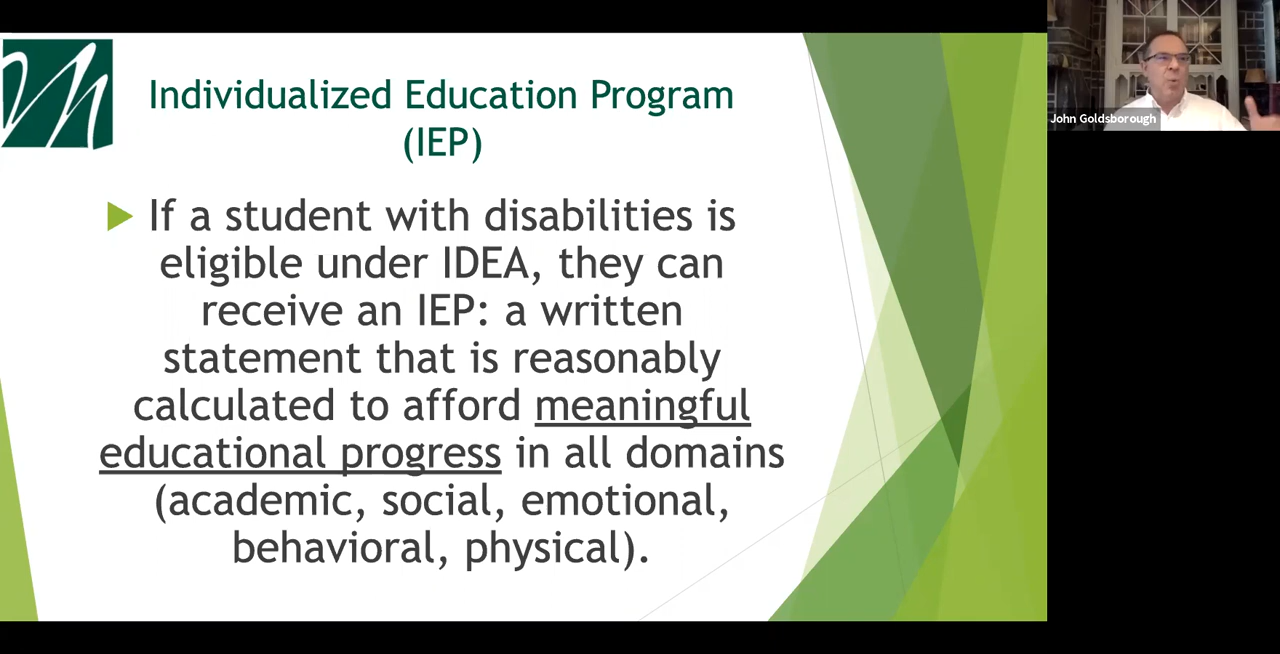 Individualized Education Program
(IEP)
If a student with disabilities is
eligible under IDEA, they can
receive an IEP: a written
statement that is reasonably
calculated to afford meaningful
educational progress in all domains
(academic, social, emotional,
behavioral, physical).
John Goldsborough